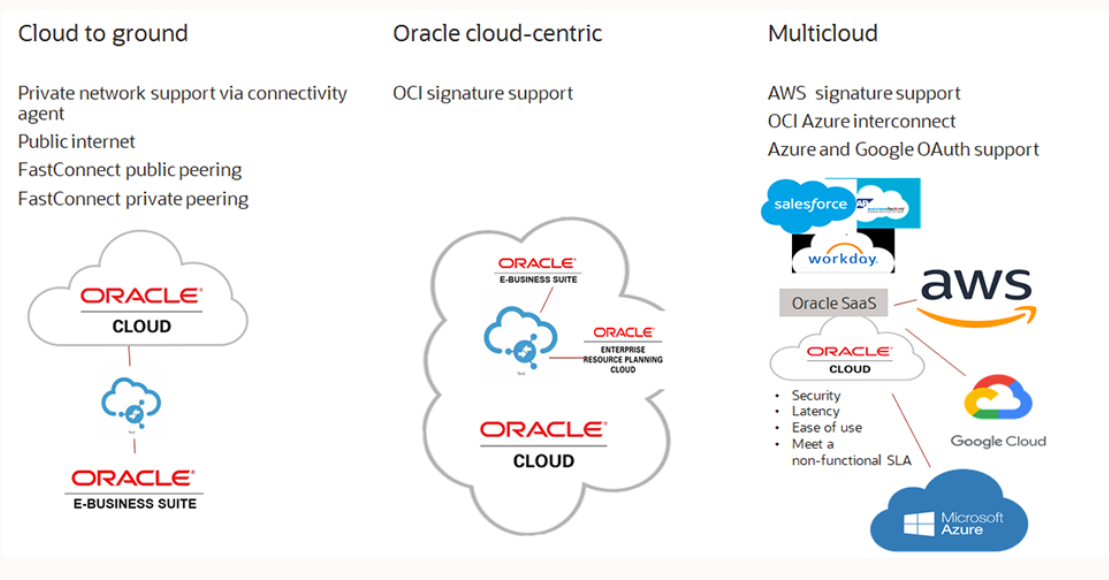 Cloud to ground
Private network support via connectivity
agent
Public internet
FastConnect public peering
FastConnect private peering
ORACLE
CLOUD
ORACLE
E-BUSINESS SUITE
Oracle cloud-centric
OCI signature support
ORACLE
E-BUSINESS SUITE
ORACLE
ENTERPRISE
RESOURCE PLANNING
CLOUD
Text
ORACLE
CLOUD
Multicloud
AWS signature support
OCI Azure interconnect
Azure and Google OAuth support
salesforce
workday.
Oracle SaaS
aws
ORACLE
CLOUD
• Security
• Latency
• Ease of use
• Meet a
non-functional SLA
Google Cloud
Microsoft
Azure